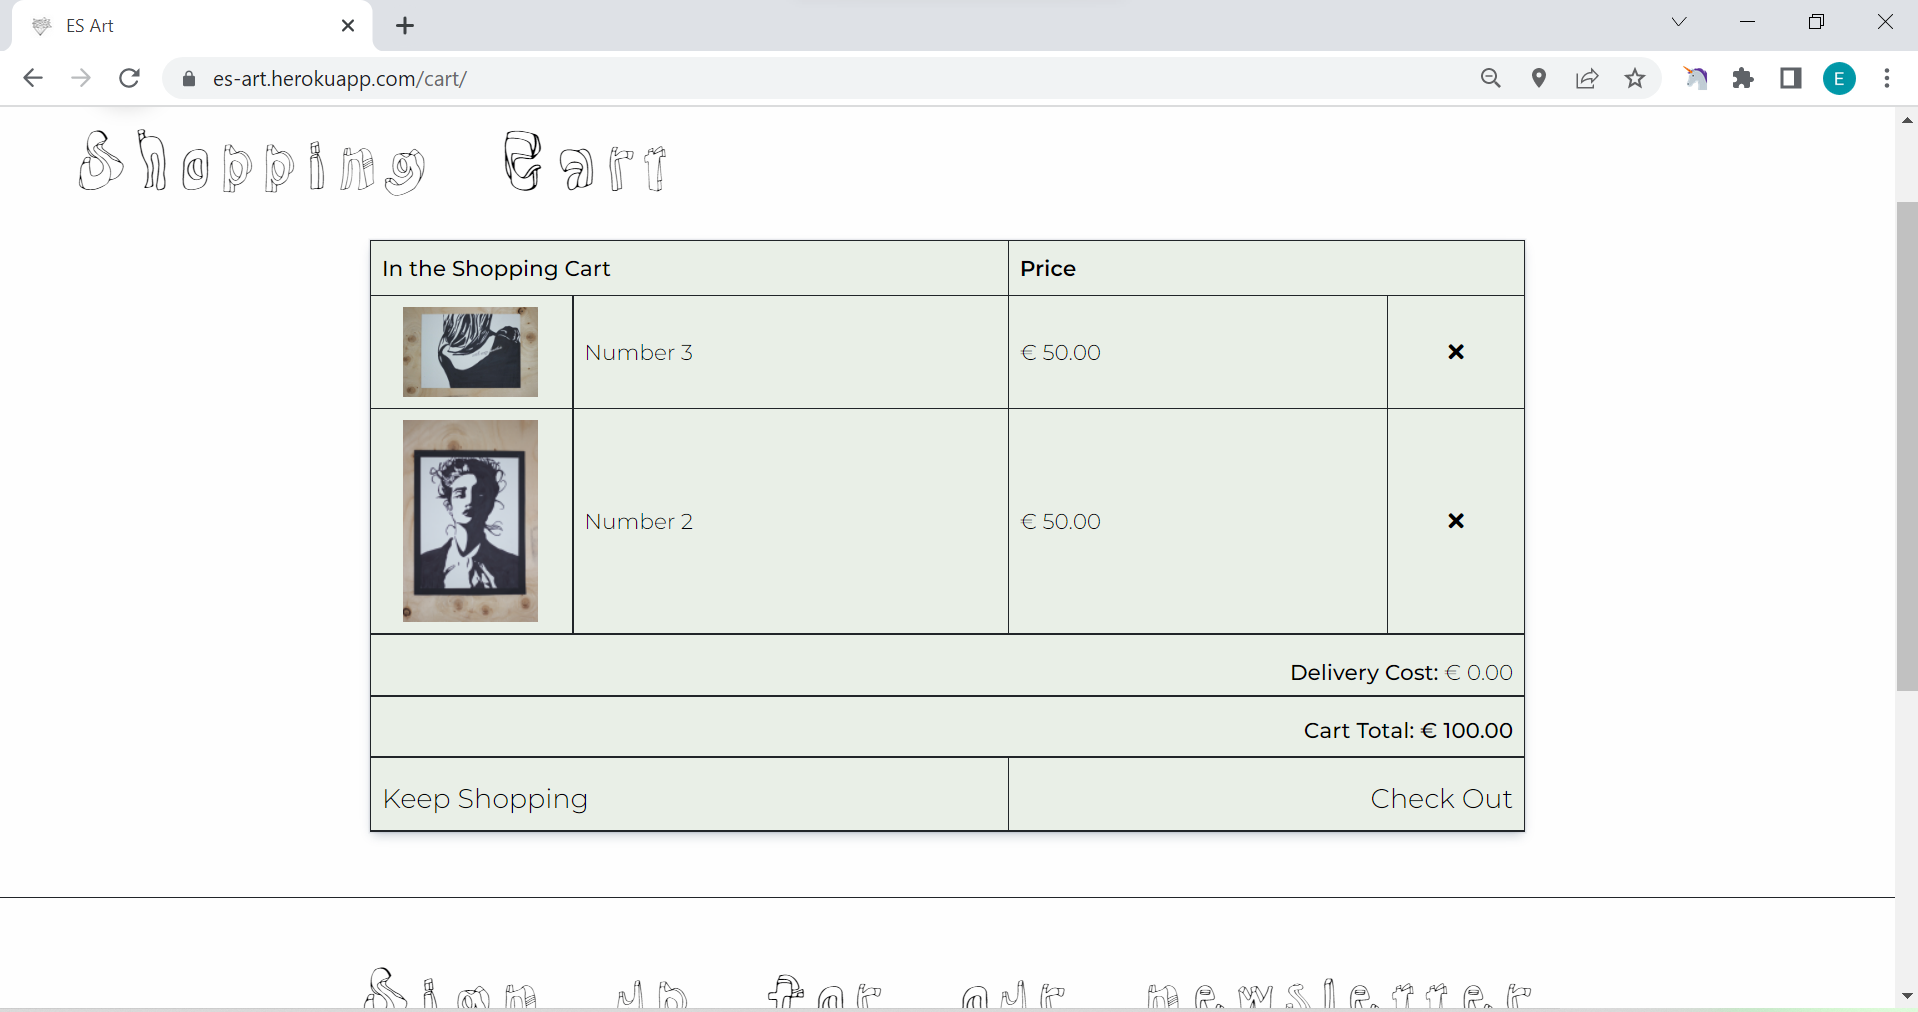 ES Art
es-art.herokuapp.com/cart/
E
Shopping Cart
In the Shopping Cart
Price
Number 3
€ 50.00
Number 2
€ 50.00
Delivery Cost: € 0.00
Cart Total: € 100.00
Keep Shopping
Check Out
Sign up for our newsletter